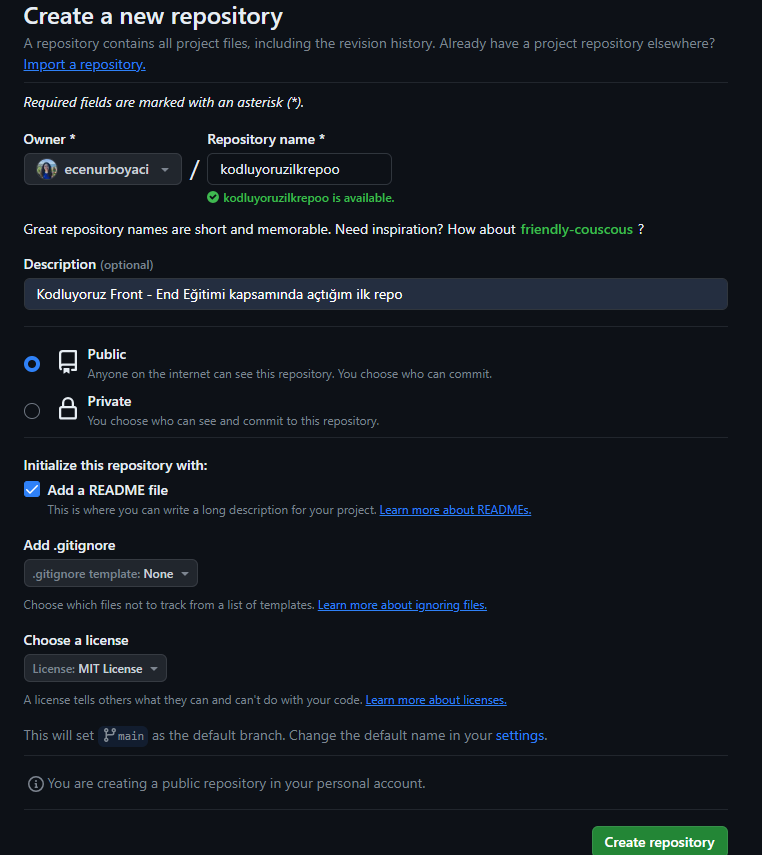 Create a new repository
A repository contains all project files, including the revision history. Already have a project repository elsewhere?
Import a repository.
Required fields are marked with an asterisk (*).
Owner * Repository name *
ecenurboyaci / kodluyoruzilkrepoo
kodluyoruzilkrepoo is available.
Great repository names are short and memorable. Need inspiration? How about friendly-couscous ?
Description (optional)
Kodluyoruz Front - End Eğitimi kapsamında açtığım ilk repo
Public
Anyone on the internet can see this repository. You choose who can commit.
Private
You choose who can see and commit to this repository.
Initialize this repository with:
Add a README file
This is where you can write a long description for your project. Learn more about READMEs.
Add .gitignore
.gitignore template: None
Choose which files not to track from a list of templates. Learn more about ignoring files.
Choose a license
License: MIT License
A license tells others what they can and can't do with your code. Learn more about licenses.
This will set main as the default branch. Change the default name in your settings.
You are creating a public repository in your personal account.
Create repository